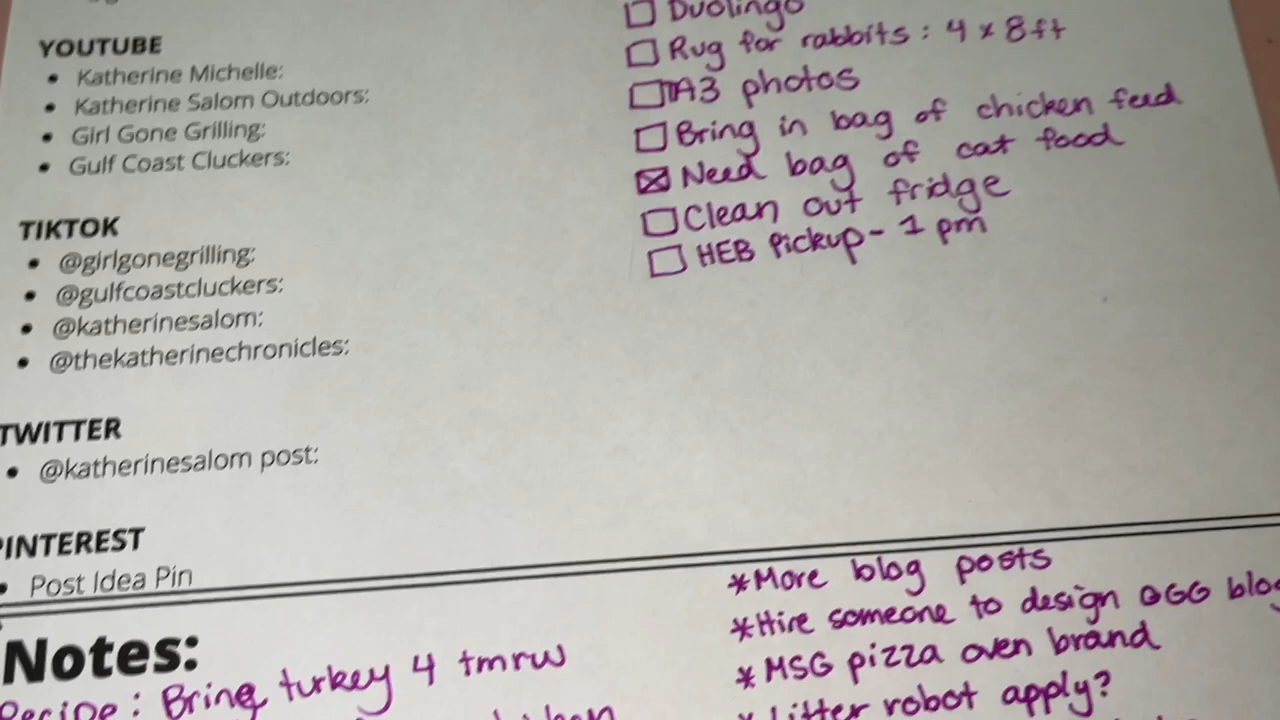 YOUTUBE
• Katherine Michelle:
• Katherine Salom Outdoors:
• Girl Gone Grilling:
• Gulf Coast Cluckers:
TIKTOK
• @girlgonegrilling:
• @gulfcoastcluckers:
• @katherinesalom:
• @thekatherinechronicles:
TWITTER
• @katherinesalom post:
PINTEREST
• Post Idea Pin
Duolingo
Rug for rabbits: 4 x 8ft
A3 photos
Bring in bag of chicken feed
Need bag of cat food
Clean out fridge
HEB Pickup - 1 pm
Notes:
Recipe: Bring turkey 4 tmrw
*More blog posts
*Hire someone to design GGG blog
*MSG pizza oven brand
*Litter robot apply?